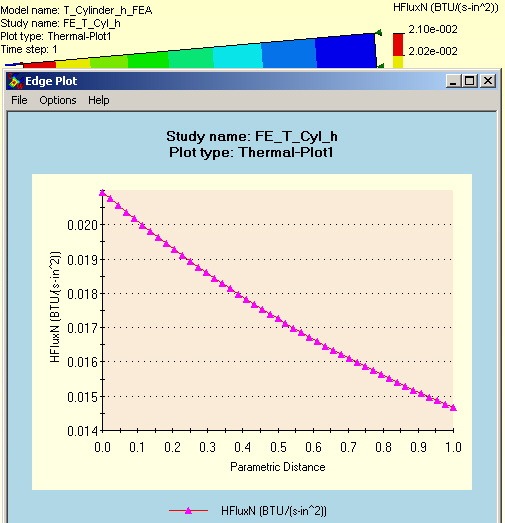 Model name: T_Cylinder_h_FEA
Study name: FE_T_Cyl_h
Plot type: Thermal-Plot1
Time step: 1
HFluxN (BTU/(s-in^2))
2.10e-002
2.02e-002
Edge Plot
File Options Help
Study name: FE_T_Cyl_h
Plot type: Thermal-Plot1
HFluxN (BTU/(s-in^2))
0.020
0.019
0.018
0.017
0.016
0.015
0.014
0.0 0.1 0.2 0.3 0.4 0.5 0.6 0.7 0.8 0.9 1.0
Parametric Distance
HFluxN (BTU/(s-in^2))